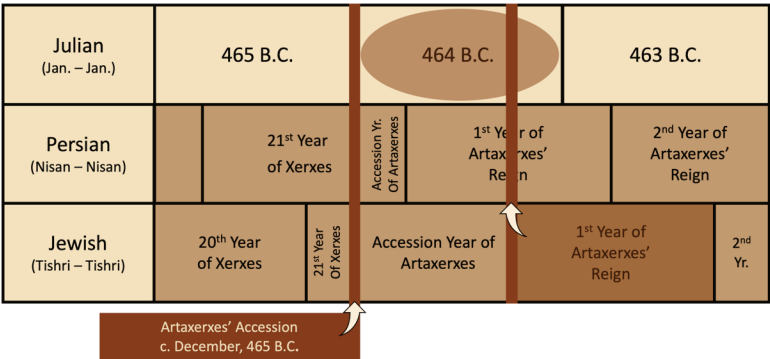 Julian
(Jan. – Jan.)
465 B.C.
464 B.C.
463 B.C.
Persian
(Nisan – Nisan)
21st Year
of Xerxes
Accession Yr.
Of Artaxerxes
1st Year of
Artaxerxes’
Reign
2nd Year of
Artaxerxes’
Reign
Jewish
(Tishri – Tishri)
20th Year
of Xerxes
21st Year
Of Xerxes
Accession Year of
Artaxerxes
1st Year of
Artaxerxes’
Reign
2nd
Yr.
Artaxerxes’ Accession
c. December, 465 B.C.